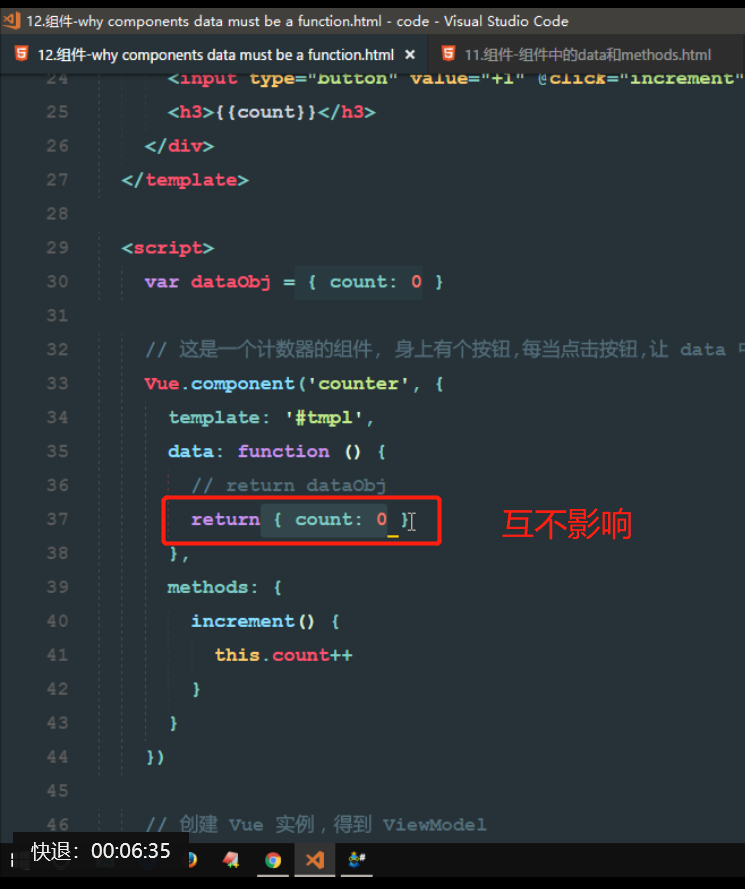 12.组件-why components data must be a function.html - code - Visual Studio Code
12.组件-why components data must be a function.html × 11.组件-组件中的data和methods.html
24 <input type="button" value="+1" @click="increment"
25 <h3>{{count}}</h3>
26 </div>
27 </template>
28
29 <script>
30 var dataObj = { count: 0 }
31
32 // 这是一个计数器的组件, 身上有个按钮,每当点击按钮,让 data
33 Vue.component('counter', {
34 template: '#tmpl',
35 data: function () {
36 // return dataObj
37 return { count: 0 } 互不影响
38 },
39 methods: {
40 increment() {
41 this.count++
42 }
43 }
44 })
45
46 // 创建 Vue 实例,得到 ViewModel
快退：00:06:35